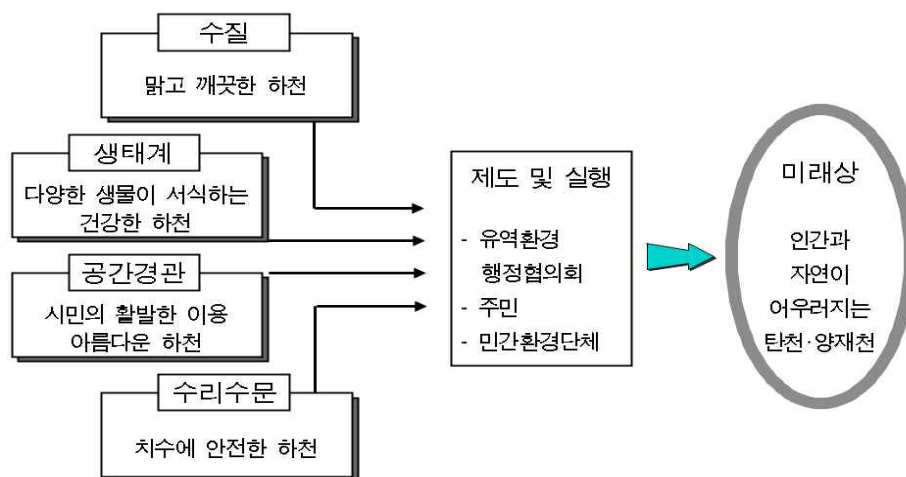 수질
맑고 깨끗한 하천
생태계
다양한 생물이 서식하는
건강한 하천
공간경관
시민의 활발한 이용
아름다운 하천
수리수문
치수에 안전한 하천
제도 및 실행
- 유역환경
행정협의회
- 주민
- 민간환경단체
미래상
인간과
자연이
어우러지는
탄천·양재천